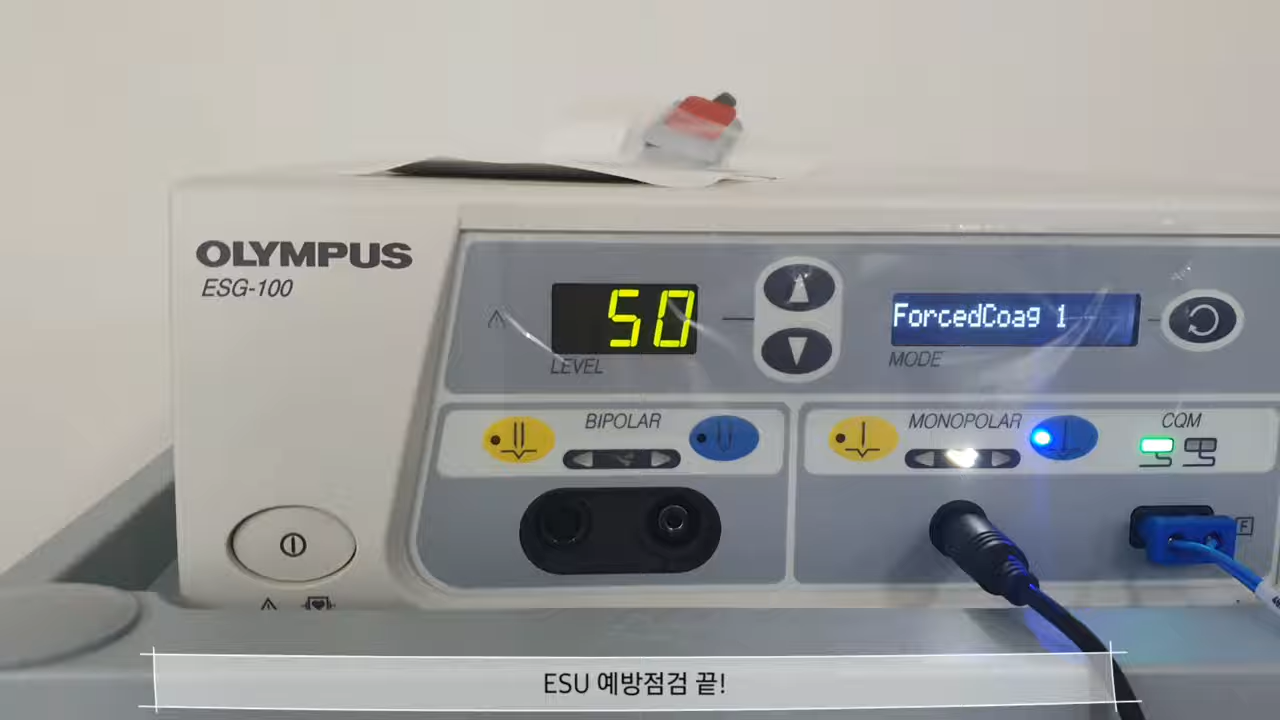 OLYMPUS
ESG-100
50
LEVEL
ForcedCoag 1
MODE
BIPOLAR
MONOPOLAR
CQM
F
ESU 예방점검 끝!